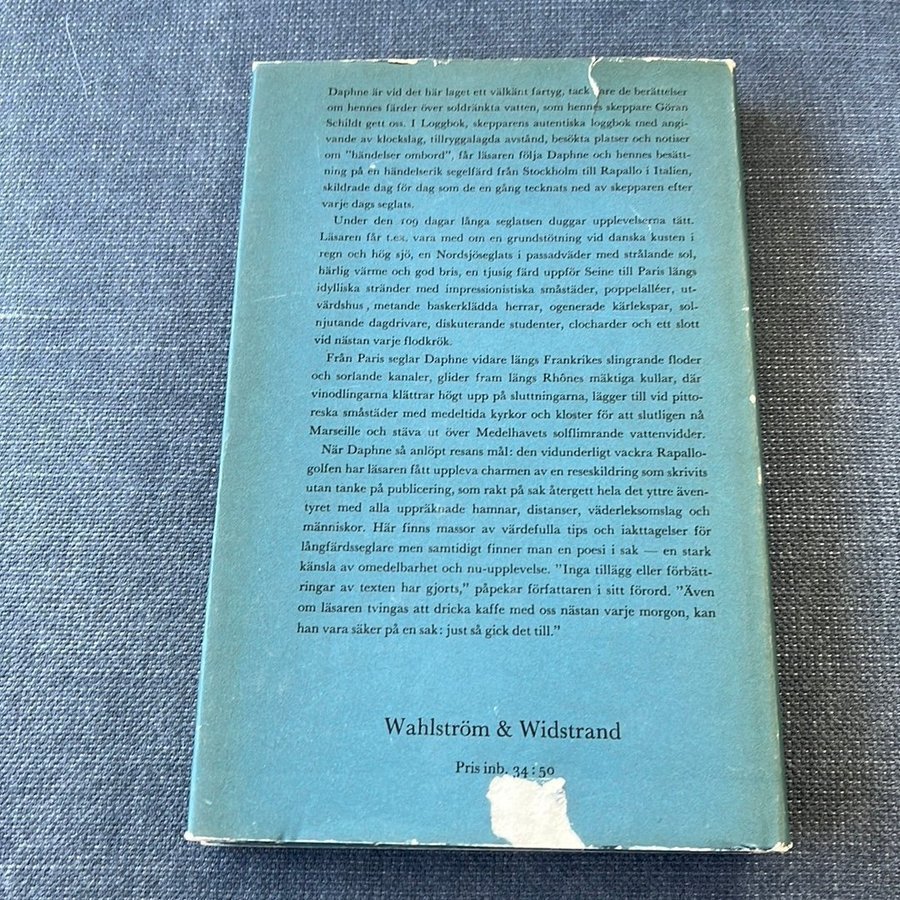 Daphne är vid det här laget ett välkänt fartyg, tack are de berättelser
om hennes färder över soldränkta vatten, som hennes skeppare Göran
Schildt gett oss. I Loggbok, skepparens autentiska loggbok med angi-
vande av klockslag, tillryggalagda avstånd, besökta platser och notiser
om "händelser ombord", får läsaren följa Daphne och hennes besätt-
ning på en händelserik segelfärd från Stockholm till Rapallo i Italien,
skildrade dag för dag som de en gång tecknats ned av skepparen efter
varje dags seglats.
Under den 109 dagar långa seglatsen duggar upplevelserna tätt.
Läsaren får t.ex. vara med om en grundstötning vid danska kusten i
regn och hög sjö, en Nordsjöseglats i passadväder med strålande sol,
härlig värme och god bris, en tjusig färd uppför Seine till Paris längs
idylliska stränder med impressionistiska småstäder, poppelalléer, ut-
värdshus, metande baskerklädda herrar, ogenerade kärlekspar, sol-
njutande dagdrivare, diskuterande studenter, clocharder och ett slott
vid nästan varje flodkrök.
Från Paris seglar Daphne vidare längs Frankrikes slingrande floder
och sorlande kanaler, glider fram längs Rhônes mäktiga kullar, där
vinodlingarna klättrar högt upp på sluttningarna, lägger till vid pitto-
reska småstäder med medeltida kyrkor och kloster för att slutligen nå
Marseille och stäva ut över Medelhavets solflimrande vattenvidder.
När Daphne så anlöpt resans mål: den vidunderligt vackra Rapallo-
golfen har läsaren fått uppleva charmen av en reseskildring som skrivits
utan tanke på publicering, som rakt på sak återgett hela det yttre även-
tyret med alla uppräknade hamnar, distanser, väderleksomslag och
människor. Här finns massor av värdefulla tips och iakttagelser för
långfärdsseglare men samtidigt finner man en poesi i sak — en stark
känsla av omedelbarhet och nu-upplevelse. "Inga tillägg eller förbätt-
ringar av texten har gjorts," påpekar författaren i sitt förord. "Även
om läsaren tvingas att dricka kaffe med oss nästan varje morgon, kan
han vara säker på en sak: just så gick det till."
Wahlström & Widstrand
Pris inb. 34:50